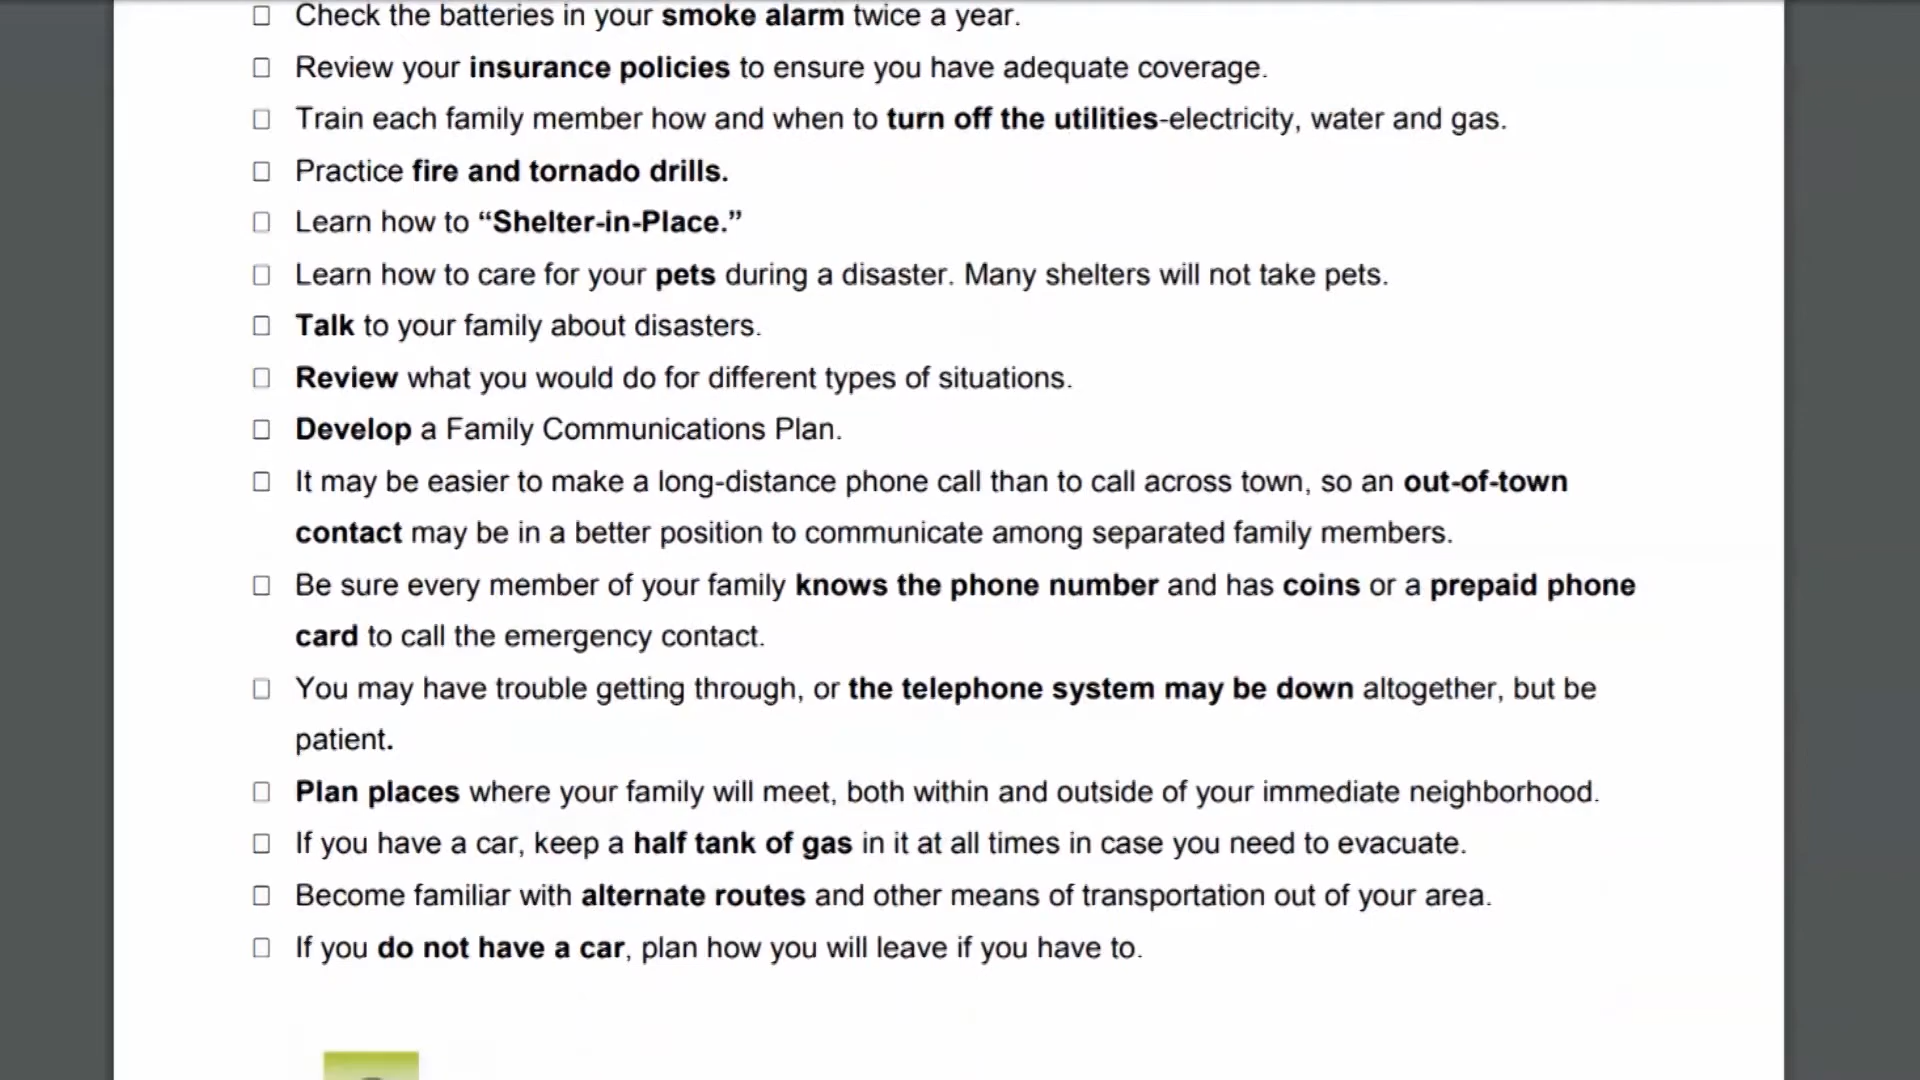 Check the batteries in your smoke alarm twice a year.
Review your insurance policies to ensure you have adequate coverage.
Train each family member how and when to turn off the utilities-electricity, water and gas.
Practice fire and tornado drills.
Learn how to “Shelter-in-Place.”
Learn how to care for your pets during a disaster. Many shelters will not take pets.
Talk to your family about disasters.
Review what you would do for different types of situations.
Develop a Family Communications Plan.
It may be easier to make a long-distance phone call than to call across town, so an out-of-town
contact may be in a better position to communicate among separated family members.
Be sure every member of your family knows the phone number and has coins or a prepaid phone
card to call the emergency contact.
You may have trouble getting through, or the telephone system may be down altogether, but be
patient.
Plan places where your family will meet, both within and outside of your immediate neighborhood.
If you have a car, keep a half tank of gas in it at all times in case you need to evacuate.
Become familiar with alternate routes and other means of transportation out of your area.
If you do not have a car, plan how you will leave if you have to.